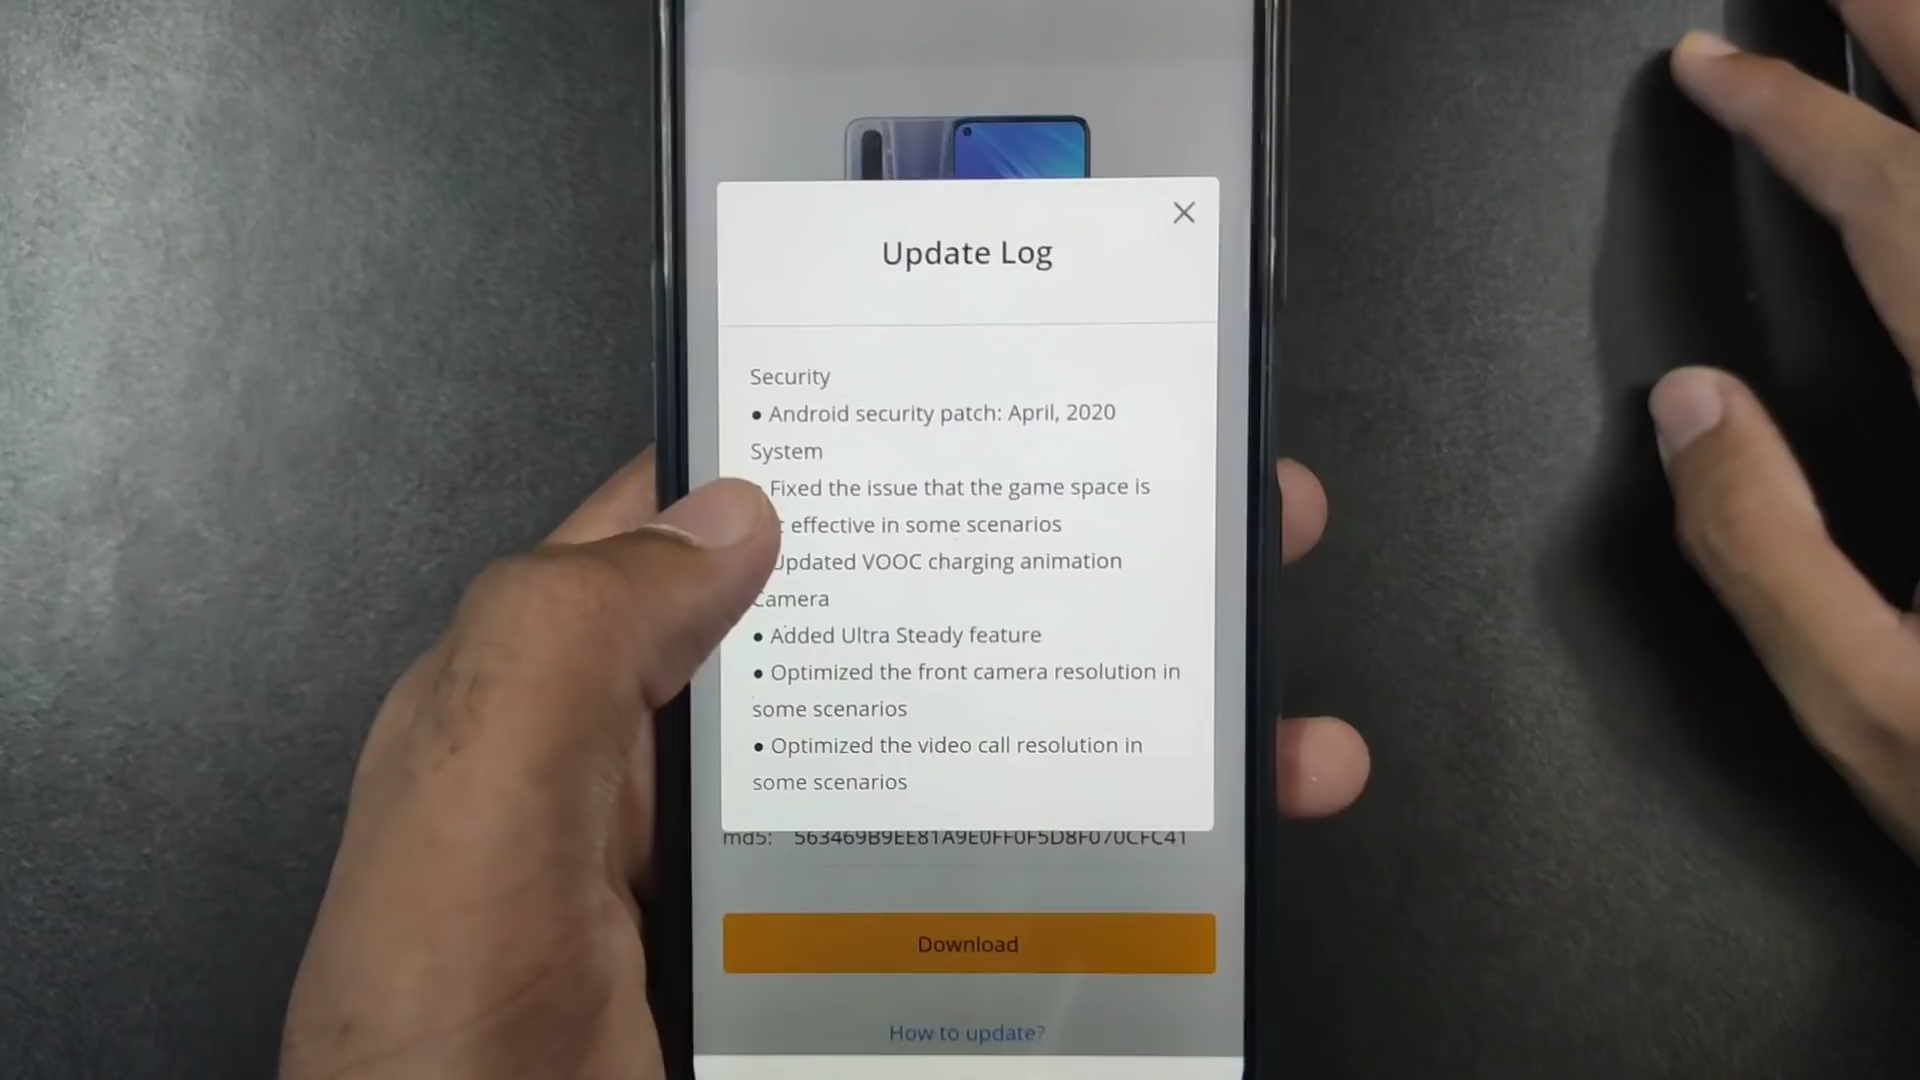 Update Log
Security
• Android security patch: April, 2020
System
Fixed the issue that the game space is
effective in some scenarios
Updated VOOC charging animation
Camera
• Added Ultra Steady feature
• Optimized the front camera resolution in
some scenarios
• Optimized the video call resolution in
some scenarios
md5: 563469B9EE81A9E0FF0F5D8F070CFC41
Download
How to update?